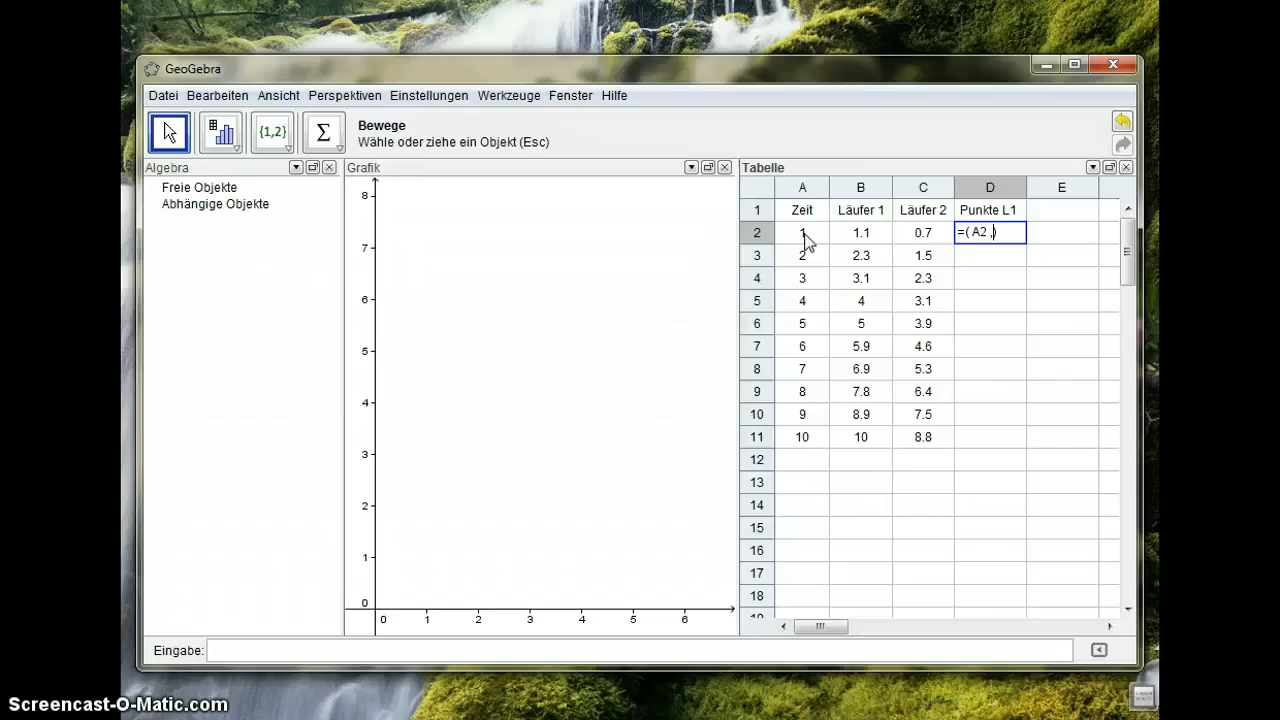 GeoGebra
Datei Bearbeiten Ansicht Perspektiven Einstellungen Werkzeuge Fenster Hilfe
{1,2} Σ
Bewege
Wähle oder ziehe ein Objekt (Esc)
Algebra Grafik Tabelle
Freie Objekte
Abhängige Objekte
8
7
6
5
4
3
2
1
0
0 1 2 3 4 5 6
A B C D E
1 Zeit Läufer 1 Läufer 2 Punkte L1
2 1 1.1 0.7 =( A2 ,)
3 2 2.3 1.5
4 3 3.1 2.3
5 4 4 3.1
6 5 5 3.9
7 6 5.9 4.6
8 7 6.9 5.3
9 8 7.8 6.4
10 9 8.9 7.5
11 10 10 8.8
12
13
14
15
16
17
18
19
Eingabe:
Screencast-O-Matic.com